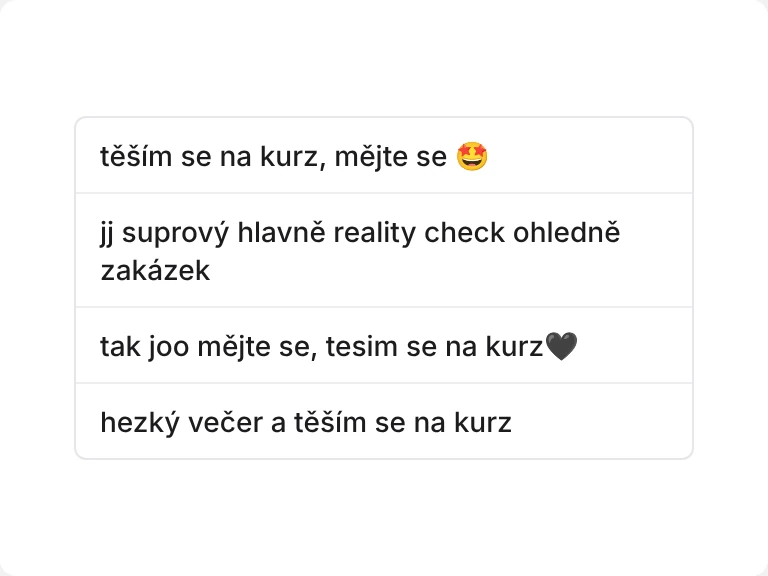 těším se na kurz, mějte se 🤩
jj suprový hlavně reality check ohledně
zakázek
tak joo mějte se, tesim se na kurz🖤
hezký večer a těším se na kurz